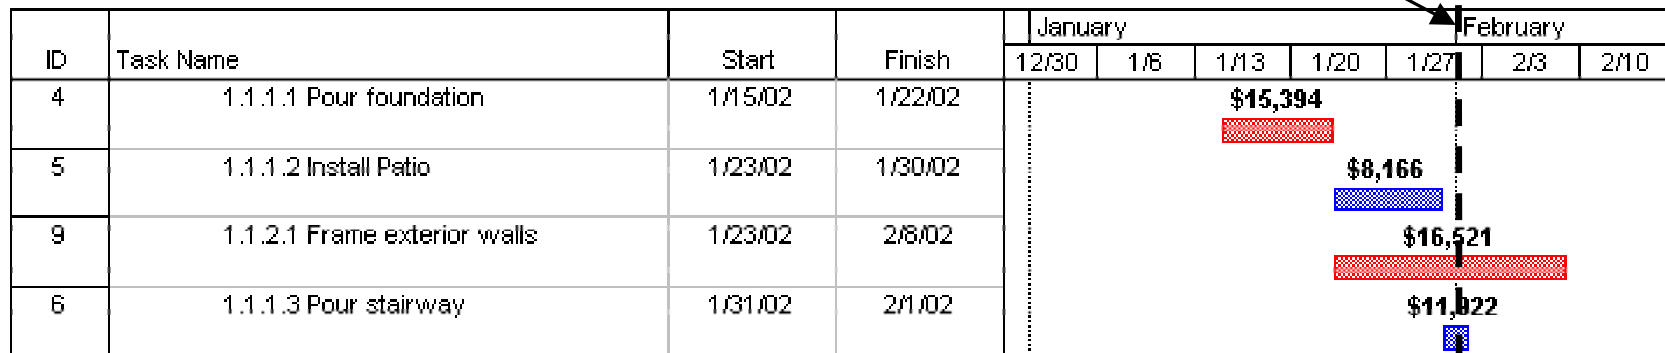 January February
ID Task Name Start Finish 12/30 1/6 1/13 1/20 1/27 2/3 2/10
4 1.1.1.1 Pour foundation 1/15/02 1/22/02 $15,394
5 1.1.1.2 Install Patio 1/23/02 1/30/02 $8,166
9 1.1.2.1 Frame exterior walls 1/23/02 2/8/02 $16,521
6 1.1.1.3 Pour stairway 1/31/02 2/1/02